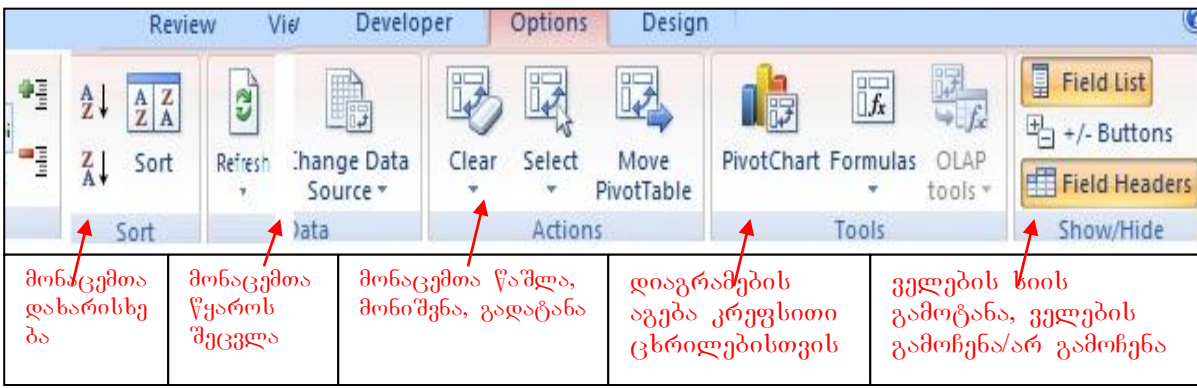 Review View Developer Options Design
Sort Refresh Change Data Source Clear Select Move PivotTable PivotChart Formulas OLAP tools Field List
+/- Buttons
Field Headers
Sort Data Actions Tools Show/Hide
მონაცემთა
დახარისხე
ბა
მონაცემთა
წყაროს
შეცვლა
მონაცემთა წაშლა,
მონიშვნა, გადატანა
დიაგრამების
აგება კრეფსითი
ცხრილებისთვის
ველების სიის
გამოტანა, ველების
გამოჩენა/არ გამოჩენა